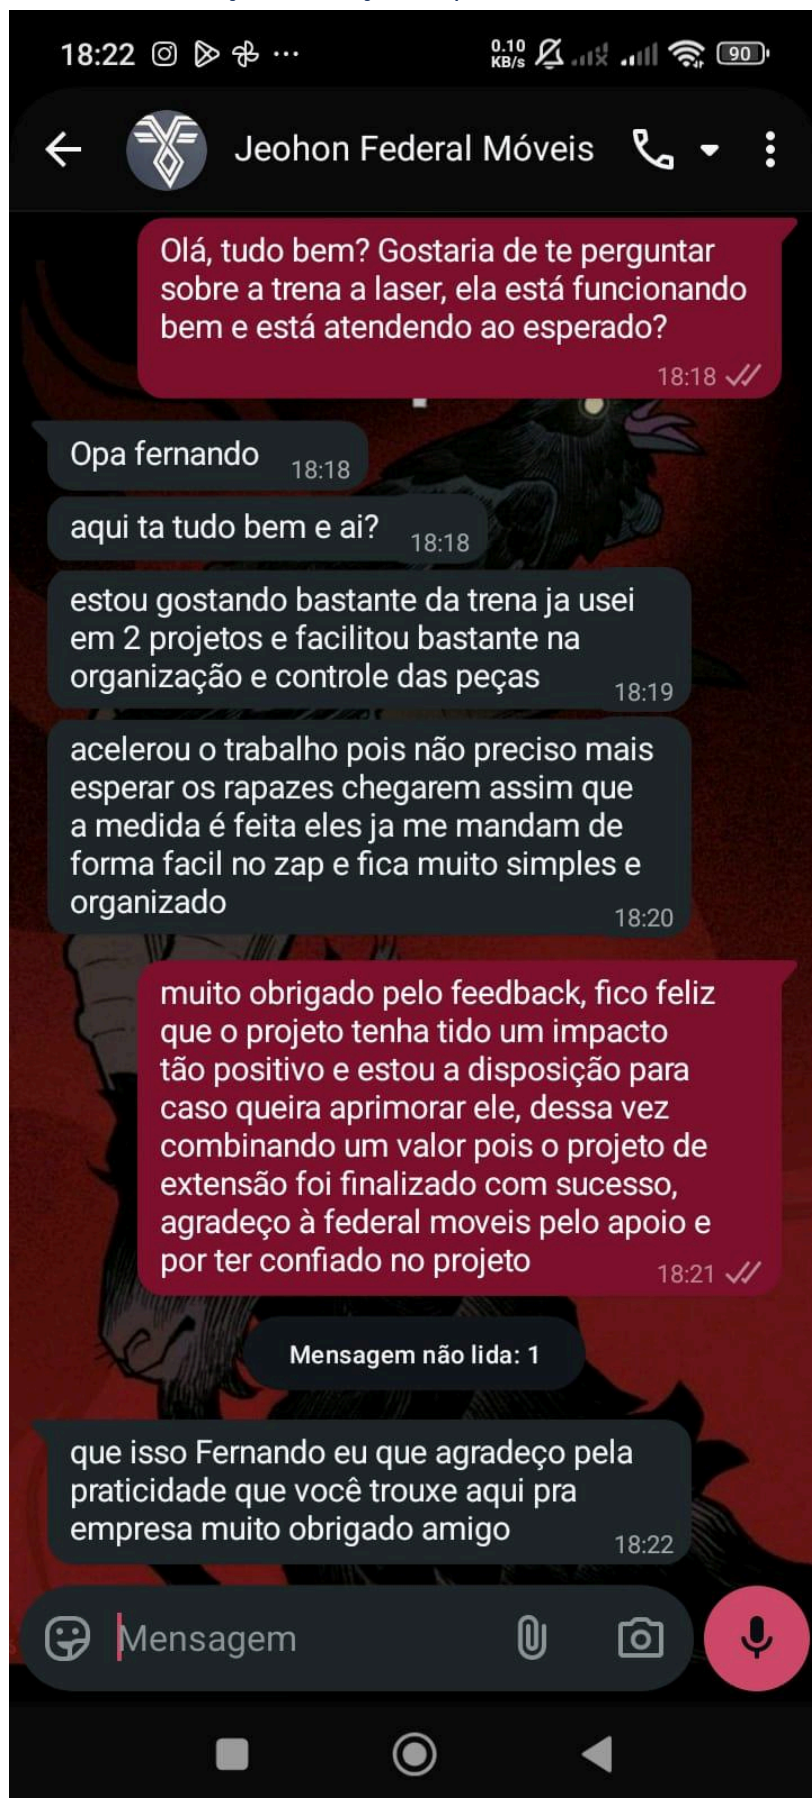 18:22
0.10
KB/s
90
Jeohon Federal Móveis
Olá, tudo bem? Gostaria de te perguntar
sobre a trena a laser, ela está funcionando
bem e está atendendo ao esperado?
18:18
Opa fernando
18:18
aqui ta tudo bem e ai?
18:18
estou gostando bastante da trena ja usei
em 2 projetos e facilitou bastante na
organização e controle das peças
18:19
acelerou o trabalho pois não preciso mais
esperar os rapazes chegarem assim que
a medida é feita eles ja me mandam de
forma facil no zap e fica muito simples e
organizado
18:20
muito obrigado pelo feedback, fico feliz
que o projeto tenha tido um impacto
tão positivo e estou a disposição para
caso queira aprimorar ele, dessa vez
combinando um valor pois o projeto de
extensão foi finalizado com sucesso,
agradeço à federal moveis pelo apoio e
por ter confiado no projeto
18:21
Mensagem não lida: 1
que isso Fernando eu que agradeço pela
praticidade que você trouxe aqui pra
empresa muito obrigado amigo
18:22
Mensagem